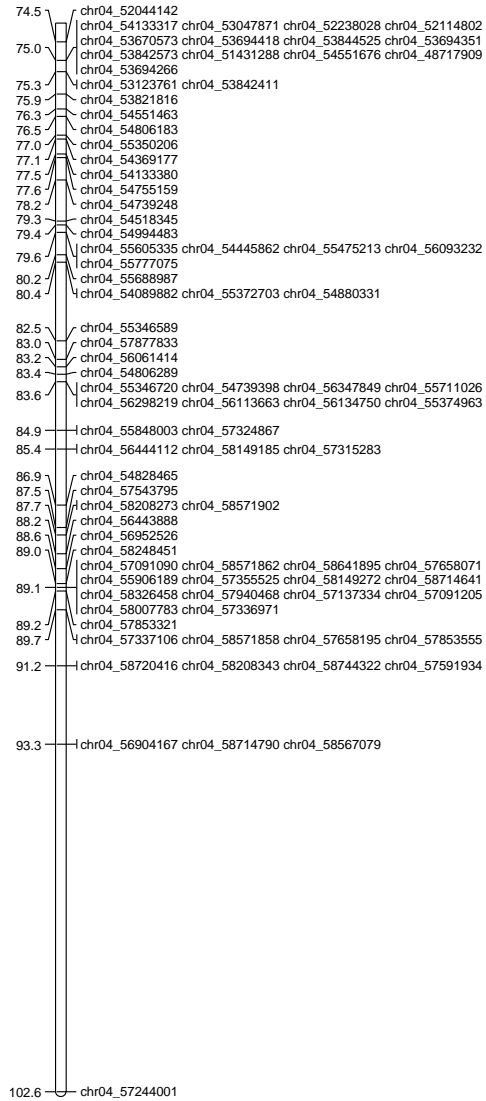 74.5 chr04_52044142
chr04_54133317 chr04_53047871 chr04_52238028 chr04_52114802
chr04_53670573 chr04_53694418 chr04_53844525 chr04_53694351
75.0 chr04_53842573 chr04_51431288 chr04_54551676 chr04_48717909
chr04_53694266
75.3 chr04_53123761 chr04_53842411
75.9 chr04_53821816
76.3 chr04_54551463
76.5 chr04_54806183
77.0 chr04_55350206
77.1 chr04_54369177
77.5 chr04_54133380
77.6 chr04_54755159
78.2 chr04_54739248
79.3 chr04_54518345
79.4 chr04_54994483
79.6 chr04_55605335 chr04_54445862 chr04_55475213 chr04_56093232
chr04_55777075
80.2 chr04_55688987
80.4 chr04_54089882 chr04_55372703 chr04_54880331
82.5 chr04_55346589
83.0 chr04_57877833
83.2 chr04_56061414
83.4 chr04_54806289
83.6 chr04_55346720 chr04_54739398 chr04_56347849 chr04_55711026
chr04_56298219 chr04_56113663 chr04_56134750 chr04_55374963
84.9 chr04_55848003 chr04_57324867
85.4 chr04_56444112 chr04_58149185 chr04_57315283
86.9 chr04_54828465
87.5 chr04_57543795
87.7 chr04_58208273 chr04_58571902
88.2 chr04_56443888
88.6 chr04_56952526
89.0 chr04_58248451
chr04_57091090 chr04_58571862 chr04_58641895 chr04_57658071
89.1 chr04_55906189 chr04_57355525 chr04_58149272 chr04_58714641
chr04_58326458 chr04_57940468 chr04_57137334 chr04_57091205
chr04_58007783 chr04_57336971
89.2 chr04_57853321
89.7 chr04_57337106 chr04_58571858 chr04_57658195 chr04_57853555
91.2 chr04_58720416 chr04_58208343 chr04_58744322 chr04_57591934
93.3 chr04_56904167 chr04_58714790 chr04_58567079
102.6 chr04_57244001